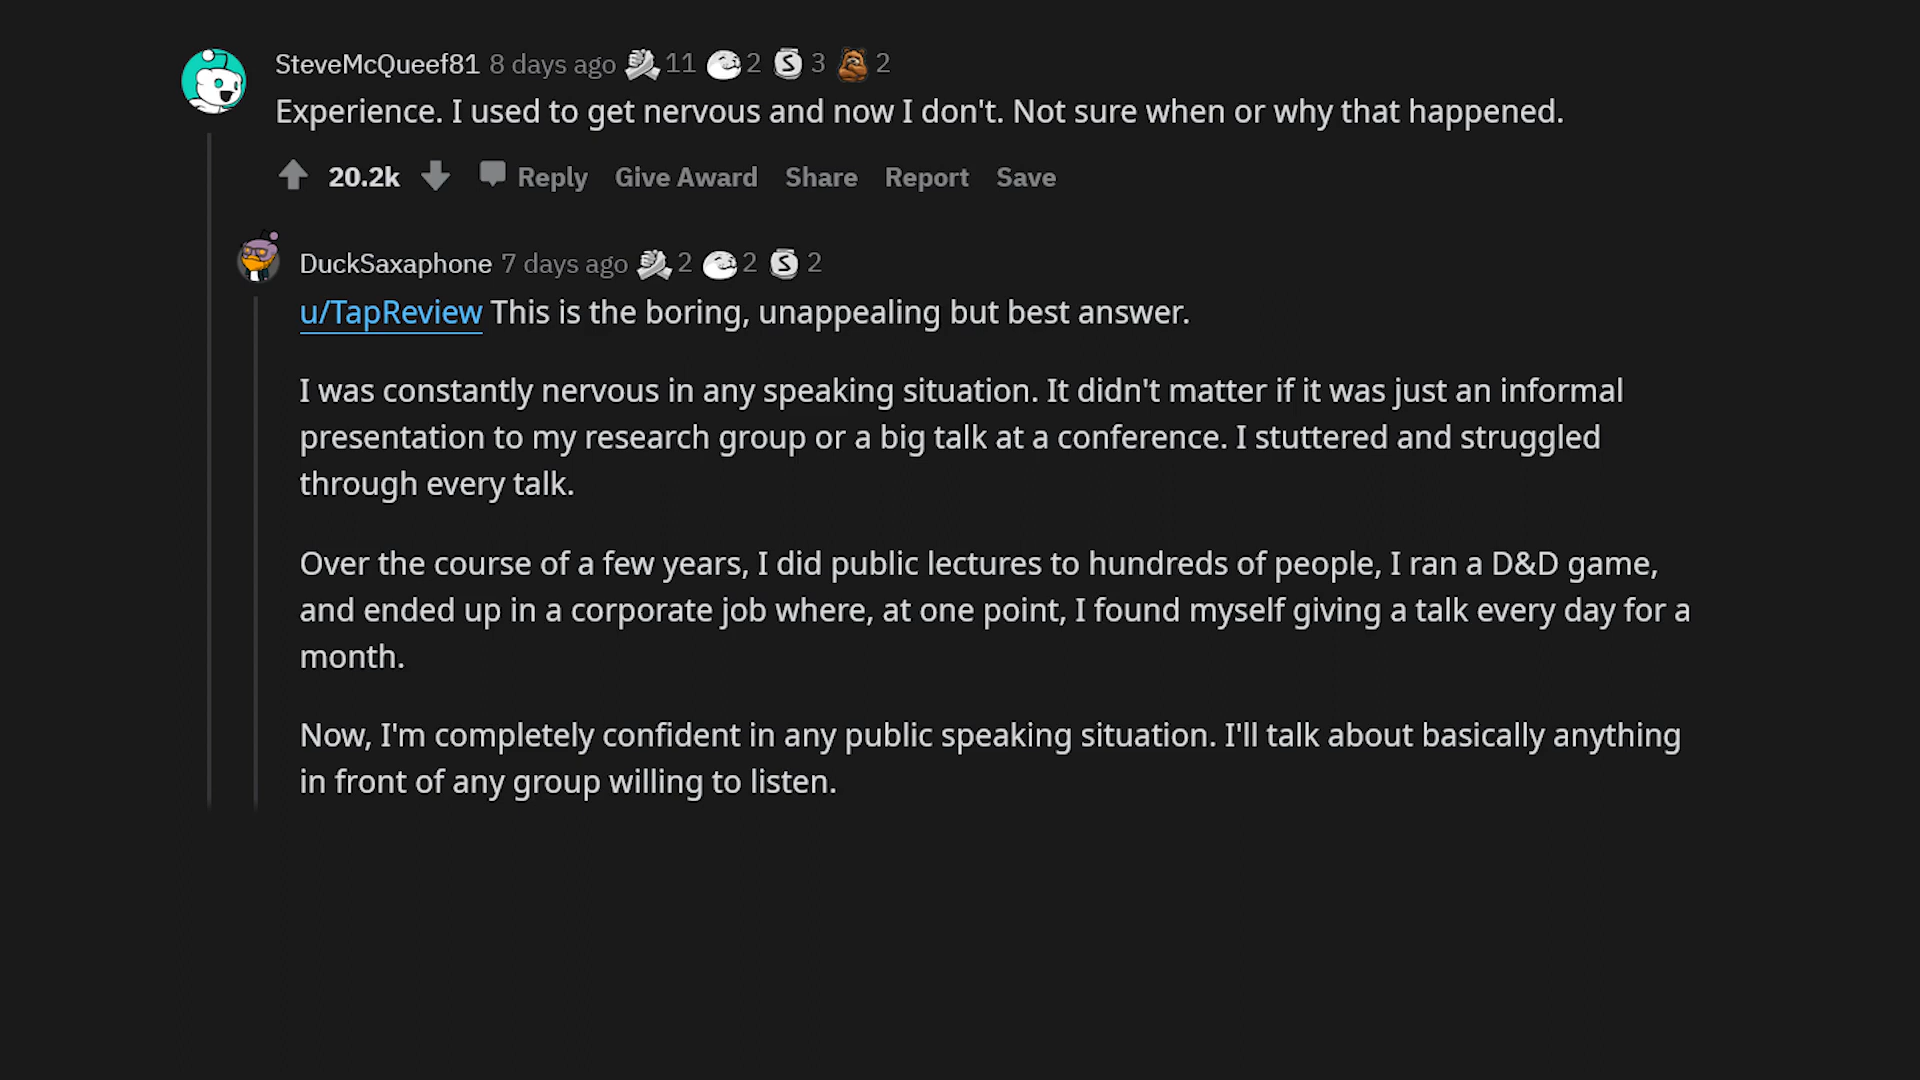 SteveMcQueef81 8 days ago 11 2 3 2
Experience. I used to get nervous and now I don't. Not sure when or why that happened.
20.2k Reply Give Award Share Report Save
DuckSaxaphone 7 days ago 2 2 2
u/TapReview This is the boring, unappealing but best answer.
I was constantly nervous in any speaking situation. It didn't matter if it was just an informal
presentation to my research group or a big talk at a conference. I stuttered and struggled
through every talk.
Over the course of a few years, I did public lectures to hundreds of people, I ran a D&D game,
and ended up in a corporate job where, at one point, I found myself giving a talk every day for a
month.
Now, I'm completely confident in any public speaking situation. I'll talk about basically anything
in front of any group willing to listen.